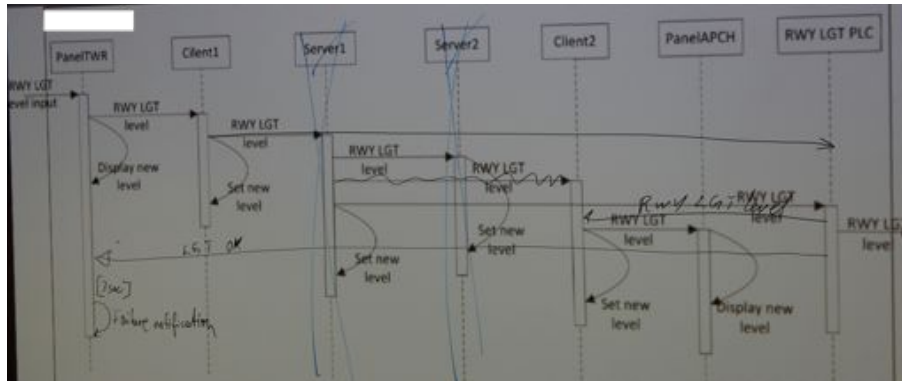 PanelTWR
Cilent1
Server1
Server2
Client2
PanelAPCH
RWY LGT PLC
RWY LGT
level input
RWY LGT
level
RWY LGT
level
RWY LGT
level
RWY LGT
level
RWY LGT
level
RWY LGT level
RWY LGT
level
RWY LGT
level
Display new
level
Set new
level
Set new
level
Set new
level
Set new
level
Display new
level
LGT OK
[2sec]
Failure notification